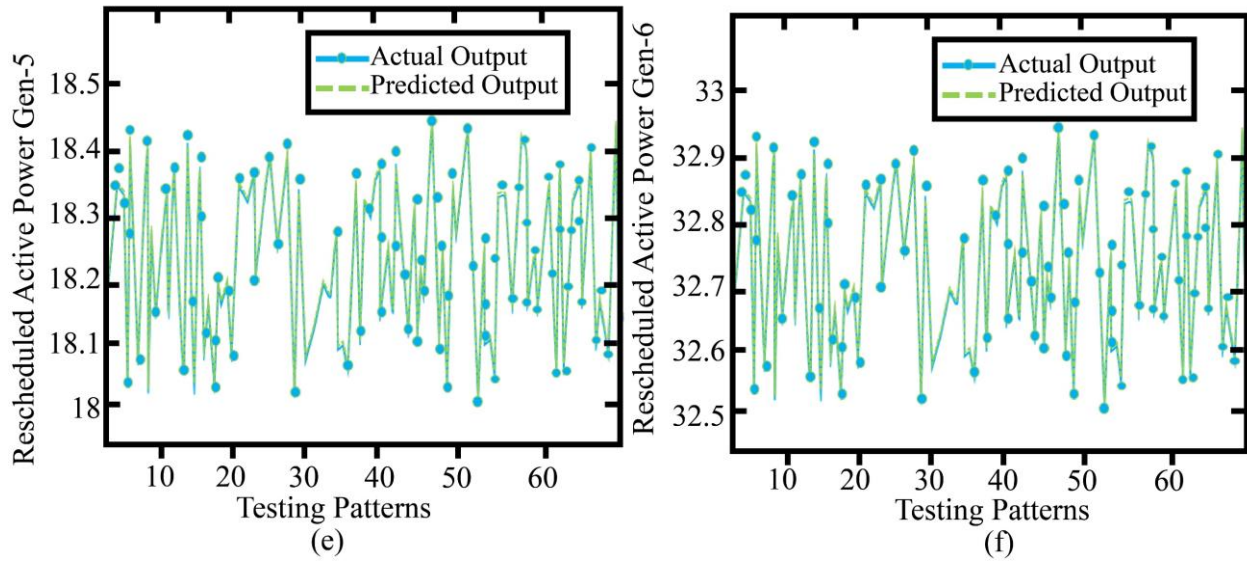 Rescheduled Active Power Gen-5
18.5
18.4
18.3
18.2
18.1
18
Actual Output
Predicted Output
10 20 30 40 50 60
Testing Patterns
(e)
Rescheduled Active Power Gen-6
33
32.9
32.8
32.7
32.6
32.5
Actual Output
Predicted Output
10 20 30 40 50 60
Testing Patterns
(f)